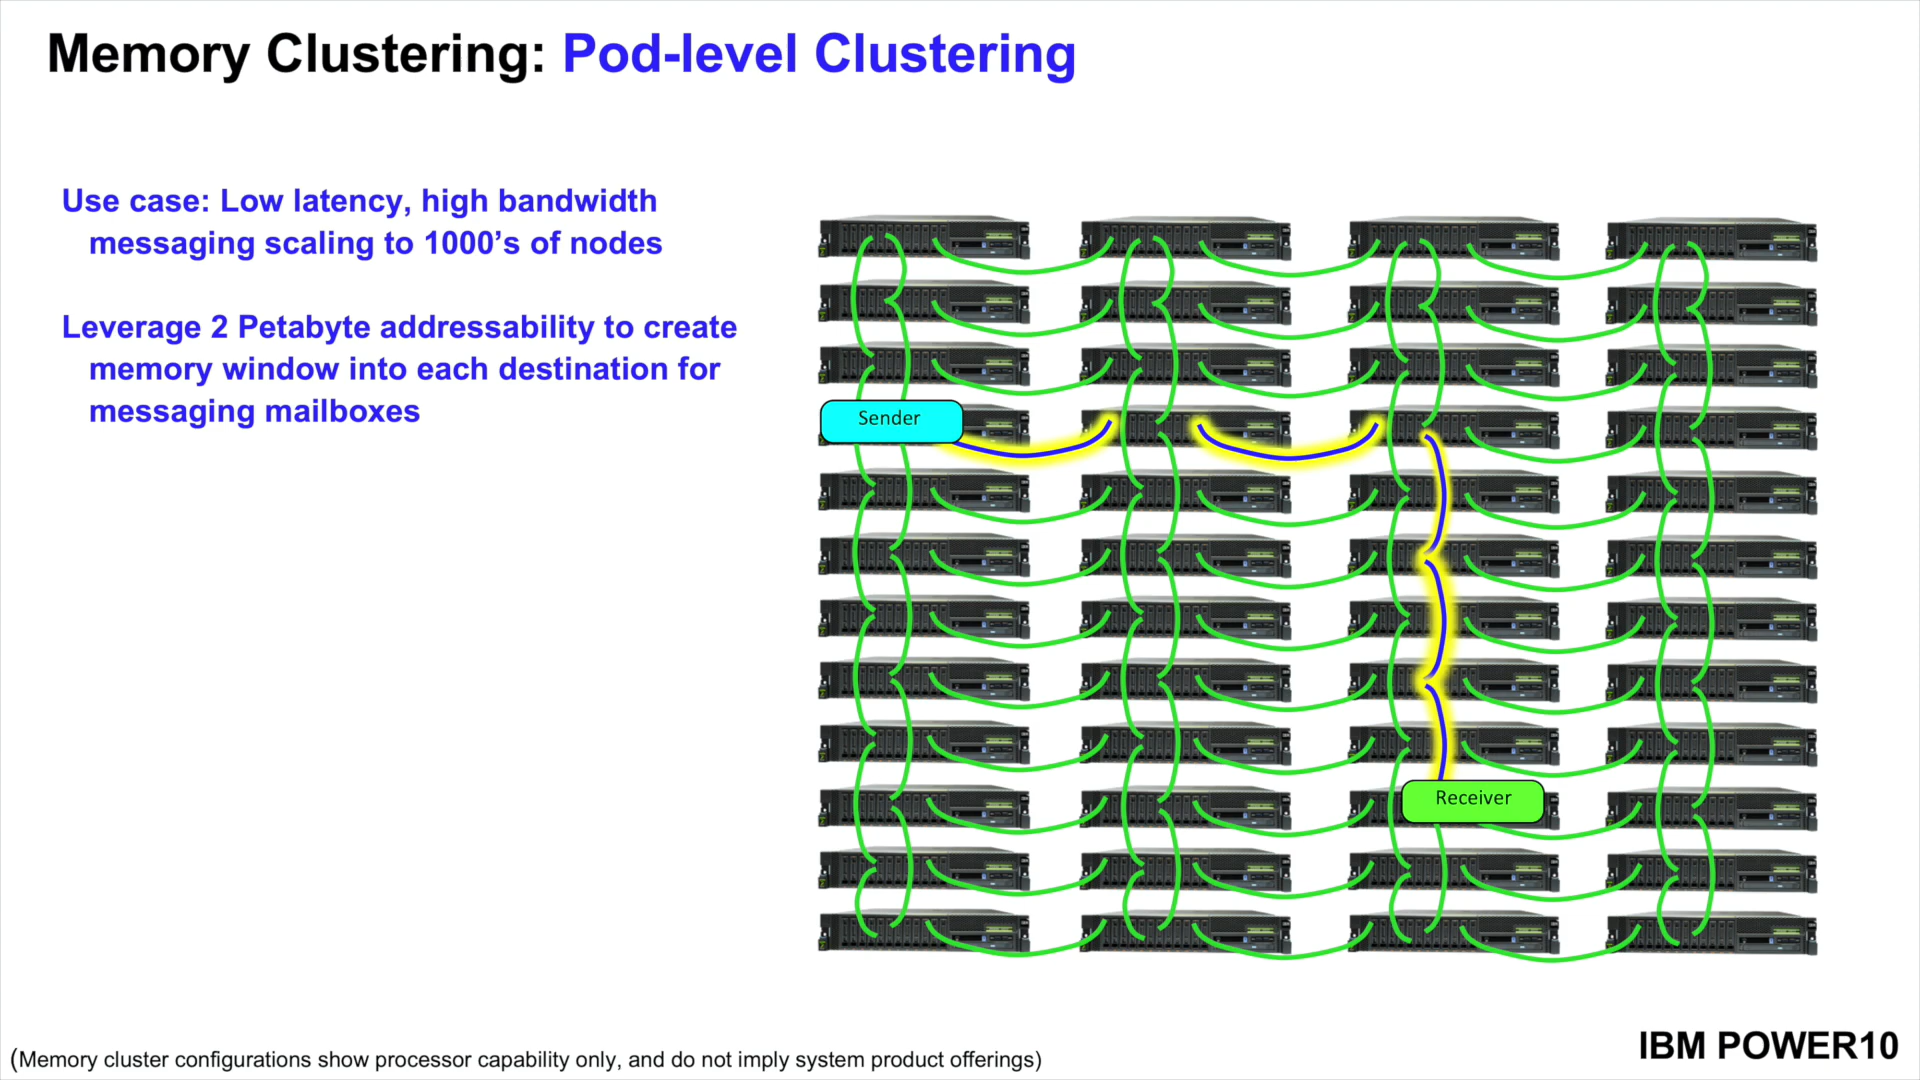 Memory Clustering: Pod-level Clustering
Use case: Low latency, high bandwidth
messaging scaling to 1000’s of nodes
Leverage 2 Petabyte addressability to create
memory window into each destination for
messaging mailboxes
Sender
Receiver
IBM POWER10
(Memory cluster configurations show processor capability only, and do not imply system product offerings)